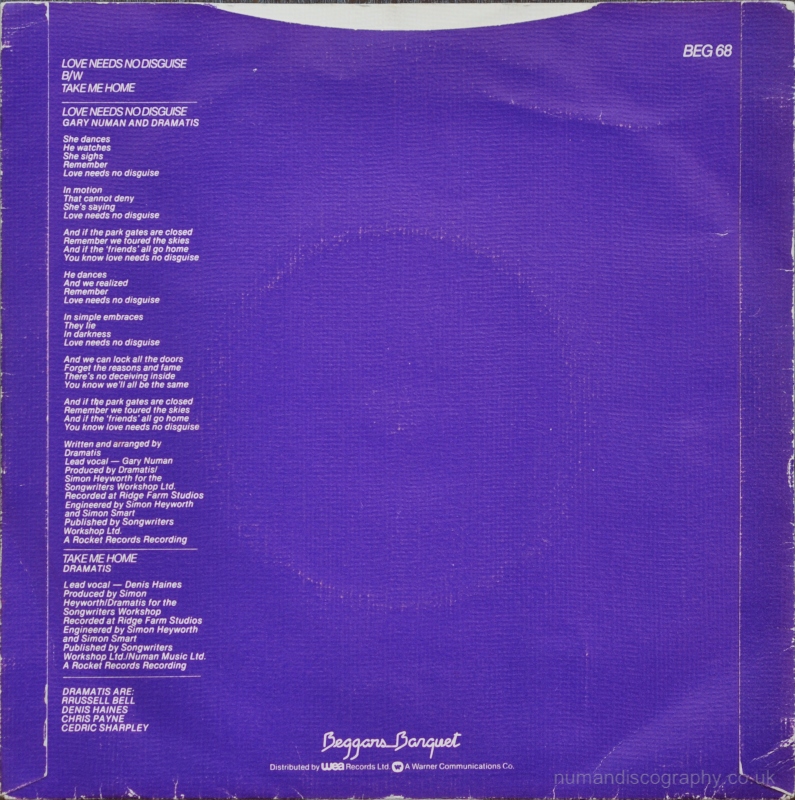 BEG 68
LOVE NEEDS NO DISGUISE
B/W
TAKE ME HOME
LOVE NEEDS NO DISGUISE
GARY NUMAN AND DRAMATIS
She dances
He watches
She sighs
Remember
Love needs no disguise
In motion
That cannot deny
She's saying
Love needs no disguise
And if the park gates are closed
Remember we toured the skies
And if the 'friends' all go home
You know love needs no disguise
He dances
And we realized
Remember
Love needs no disguise
In simple embraces
They lie
In darkness
Love needs no disguise
And we can lock all the doors
Forget the reasons and fame
There's no deceiving inside
You know we'll all be the same
And if the park gates are closed
Remember we toured the skies
And if the 'friends' all go home
You know love needs no disguise
Written and arranged by
Dramatis
Lead vocal — Gary Numan
Produced by Dramatis/
Simon Heyworth for the
Songwriters Workshop Ltd.
Recorded at Ridge Farm Studios
Engineered by Simon Heyworth
and Simon Smart
Published by Songwriters
Workshop Ltd.
A Rocket Records Recording
TAKE ME HOME
DRAMATIS
Lead vocal — Denis Haines
Produced by Simon
Heyworth/Dramatis for the
Songwriters Workshop
Recorded at Ridge Farm Studios
Engineered by Simon Heyworth
and Simon Smart
Published by Songwriters
Workshop Ltd./Numan Music Ltd.
A Rocket Records Recording
DRAMATIS ARE:
RRUSSELL BELL
DENIS HAINES
CHRIS PAYNE
CEDRIC SHARPLEY
Beggars Banquet
Distributed by wea Records Ltd. W A Warner Communications Co.
numandiscography.co.uk